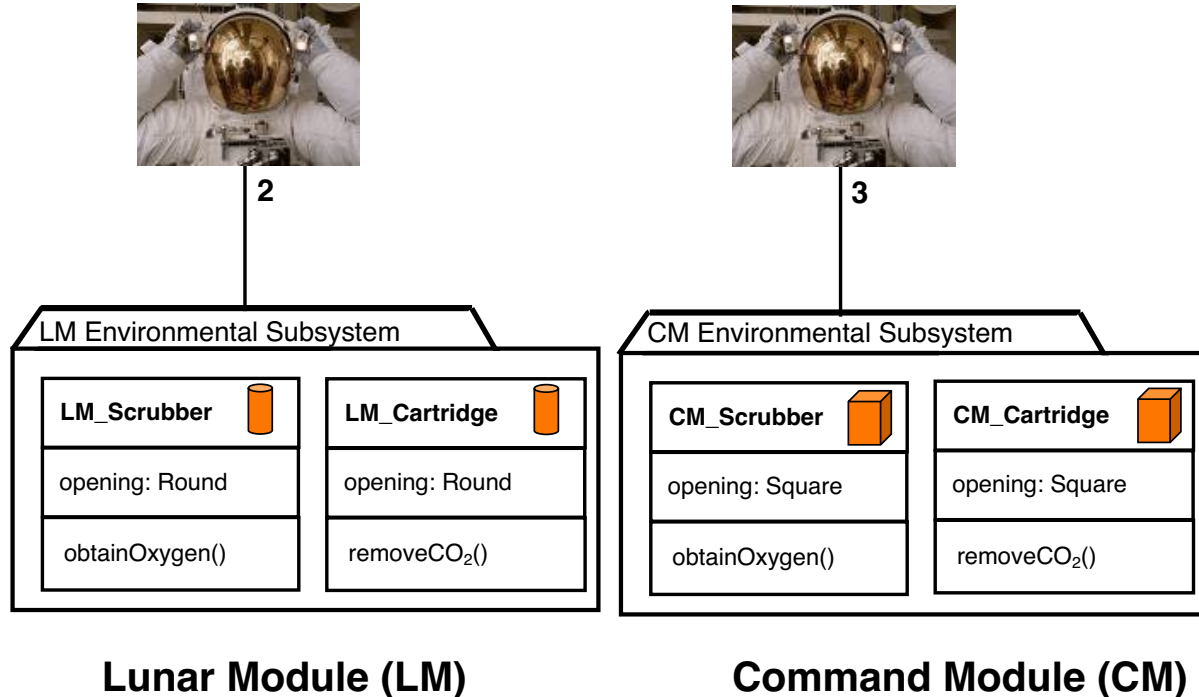 2
3
LM Environmental Subsystem
LM_Scrubber
opening: Round
obtainOxygen()
LM_Cartridge
opening: Round
removeCO₂()
CM Environmental Subsystem
CM_Scrubber
opening: Square
obtainOxygen()
CM_Cartridge
opening: Square
removeCO₂()
Lunar Module (LM)
Command Module (CM)